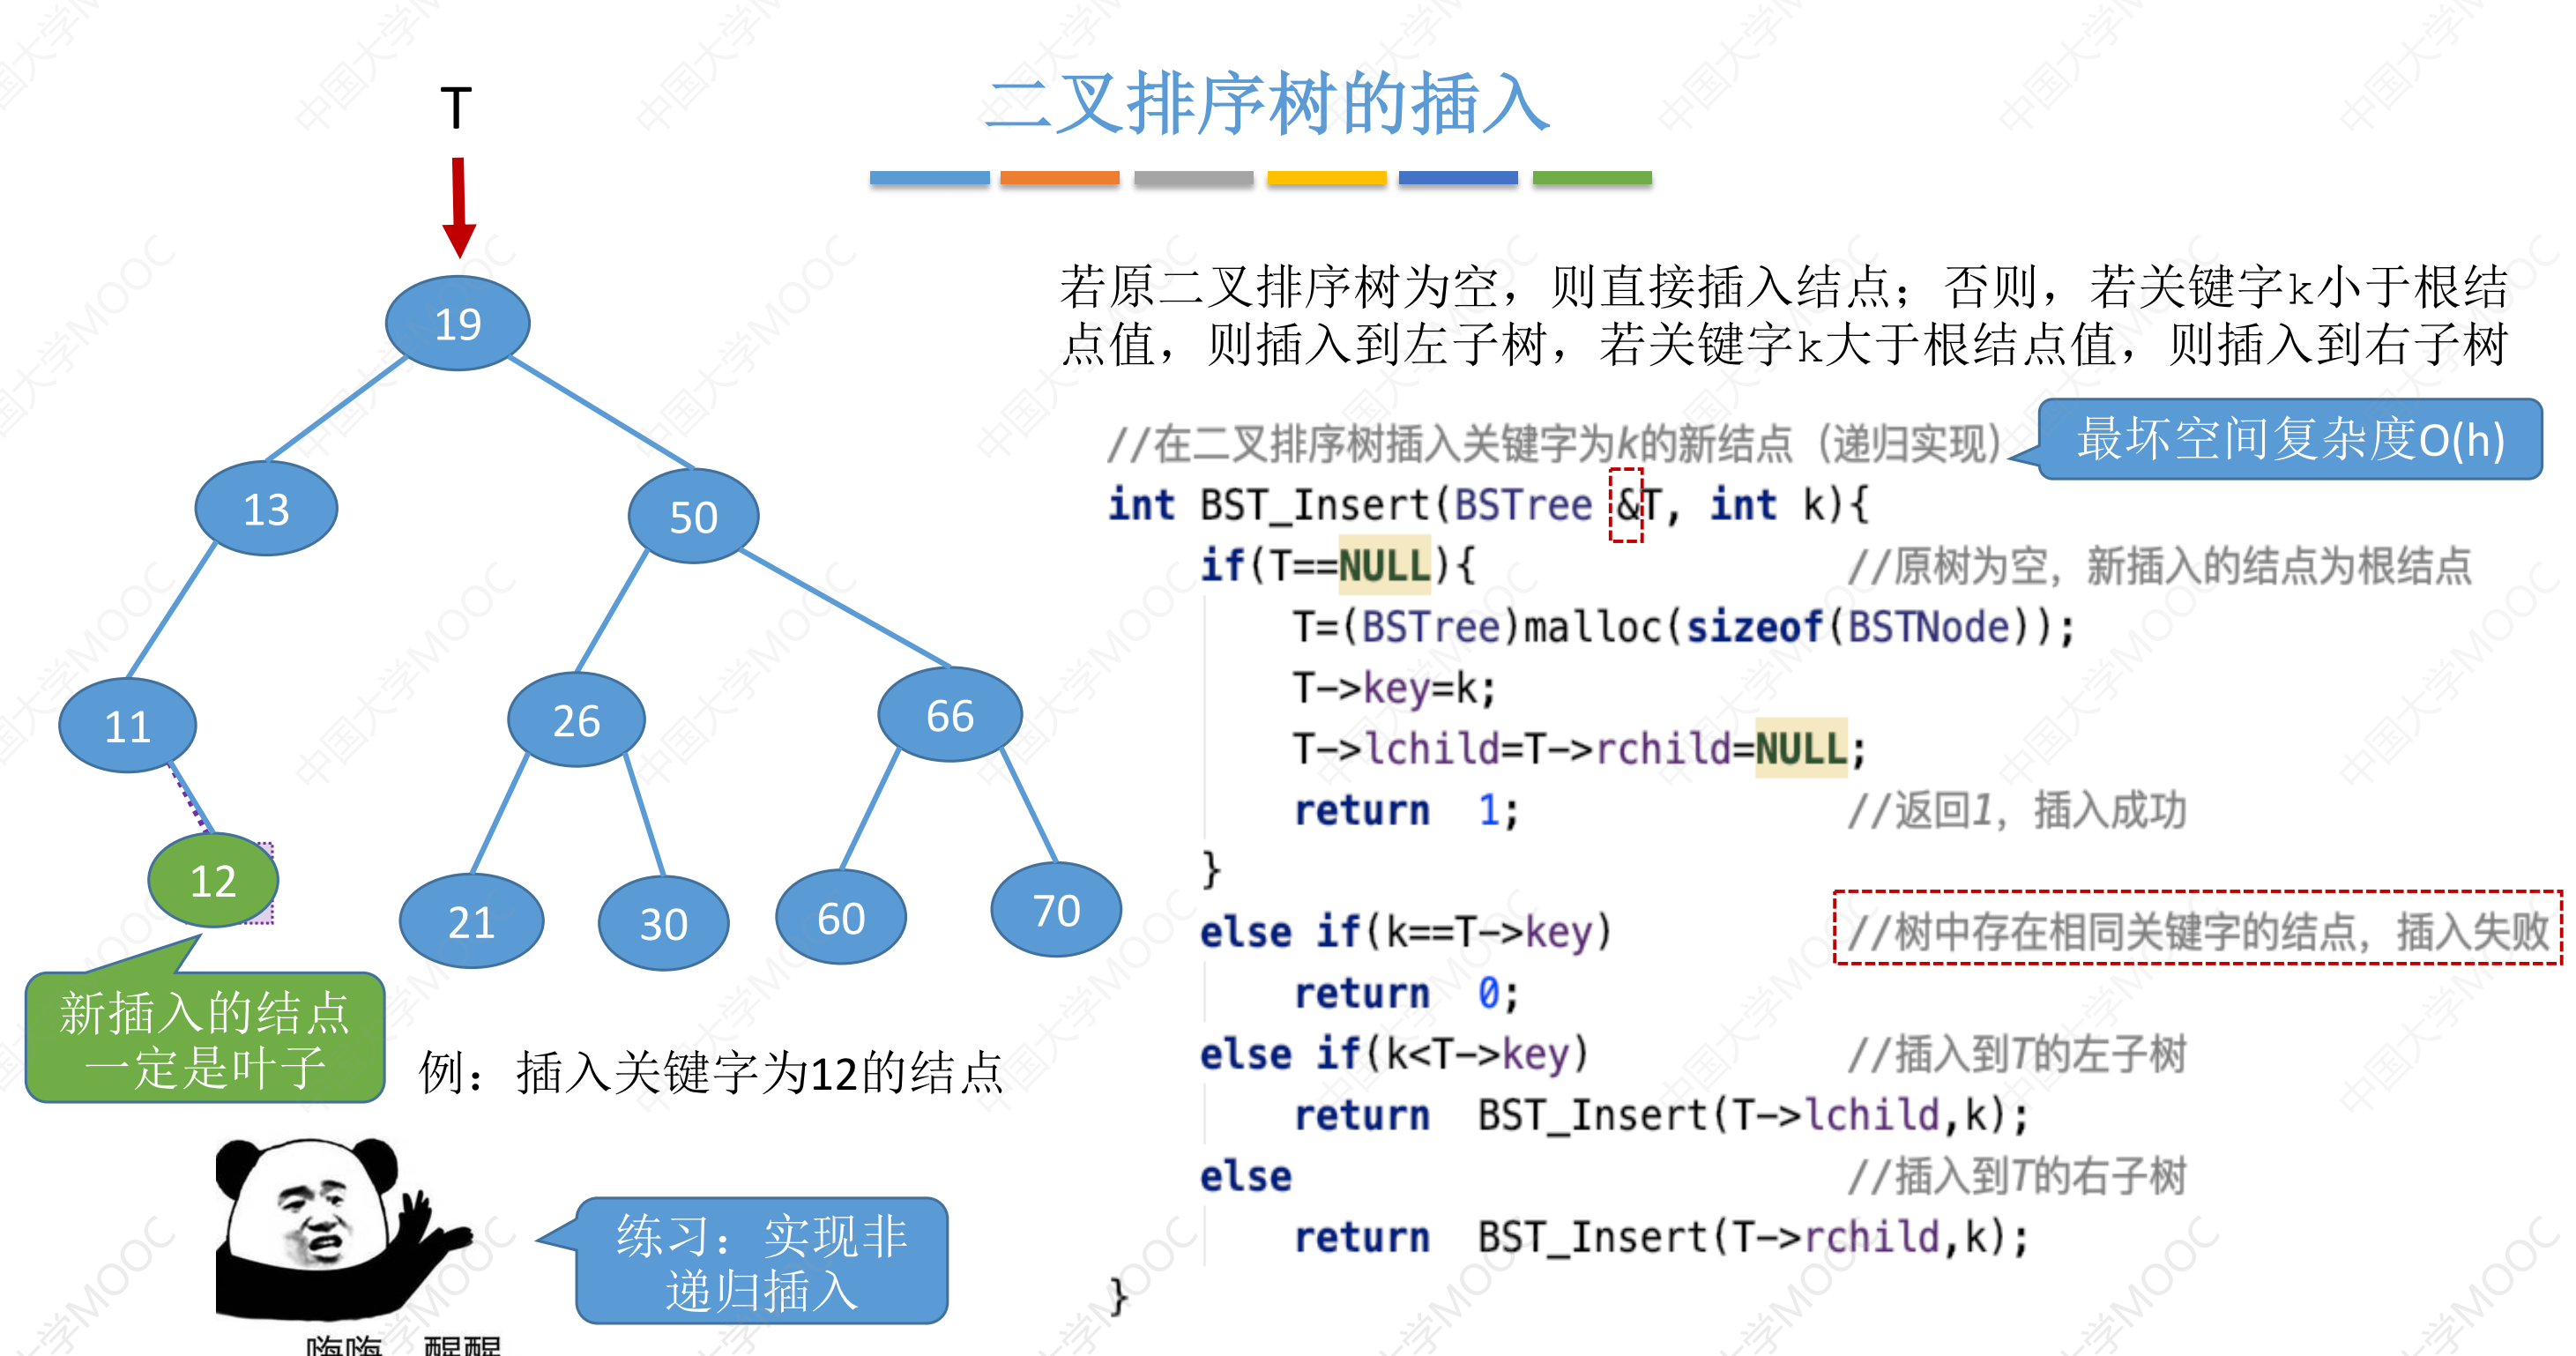 二叉排序树的插入
T
19
13
50
11
26
66
12
21
30
60
70
新插入的结点
一定是叶子
例：插入关键字为12的结点
练习：实现非
递归插入
嗨嗨 醒醒
若原二叉排序树为空，则直接插入结点；否则，若关键字k小于根结
点值，则插入到左子树，若关键字k大于根结点值，则插入到右子树
最坏空间复杂度O(h)
//在二叉排序树插入关键字为k的新结点（递归实现）
int BST_Insert(BSTree &T, int k){
if(T==NULL){ //原树为空，新插入的结点为根结点
T=(BSTree)malloc(sizeof(BSTNode));
T->key=k;
T->lchild=T->rchild=NULL;
return 1; //返回1，插入成功
}
else if(k==T->key) //树中存在相同关键字的结点，插入失败
return 0;
else if(k<T->key) //插入到T的左子树
return BST_Insert(T->lchild,k);
else //插入到T的右子树
return BST_Insert(T->rchild,k);
}
中国大学MOOC